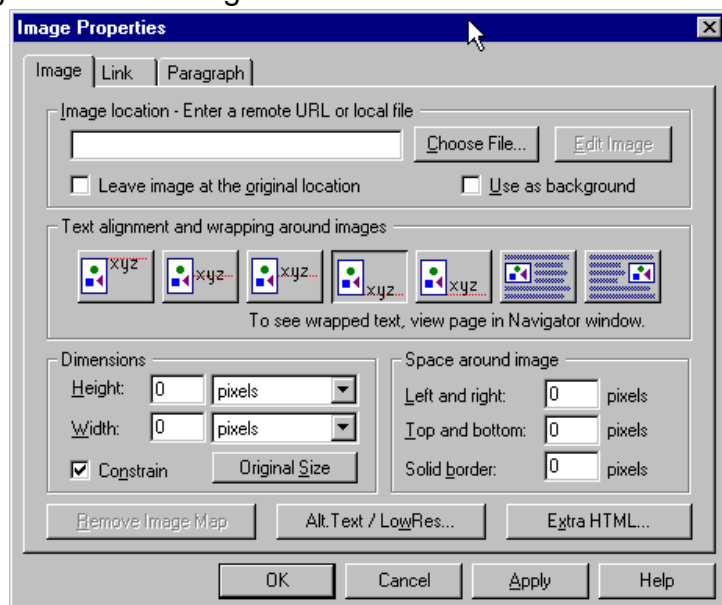 Image Properties
Image Link Paragraph
Image location - Enter a remote URL or local file
Choose File... Edit Image
Leave image at the original location Use as background
Text alignment and wrapping around images
xyz xyz... xyz... xyz... xyz...
To see wrapped text, view page in Navigator window.
Dimensions
Height: 0 pixels
Width: 0 pixels
Constrain Original Size
Space around image
Left and right: 0 pixels
Top and bottom: 0 pixels
Solid border: 0 pixels
Remove Image Map Alt.Text / LowRes... Extra HTML...
OK Cancel Apply Help